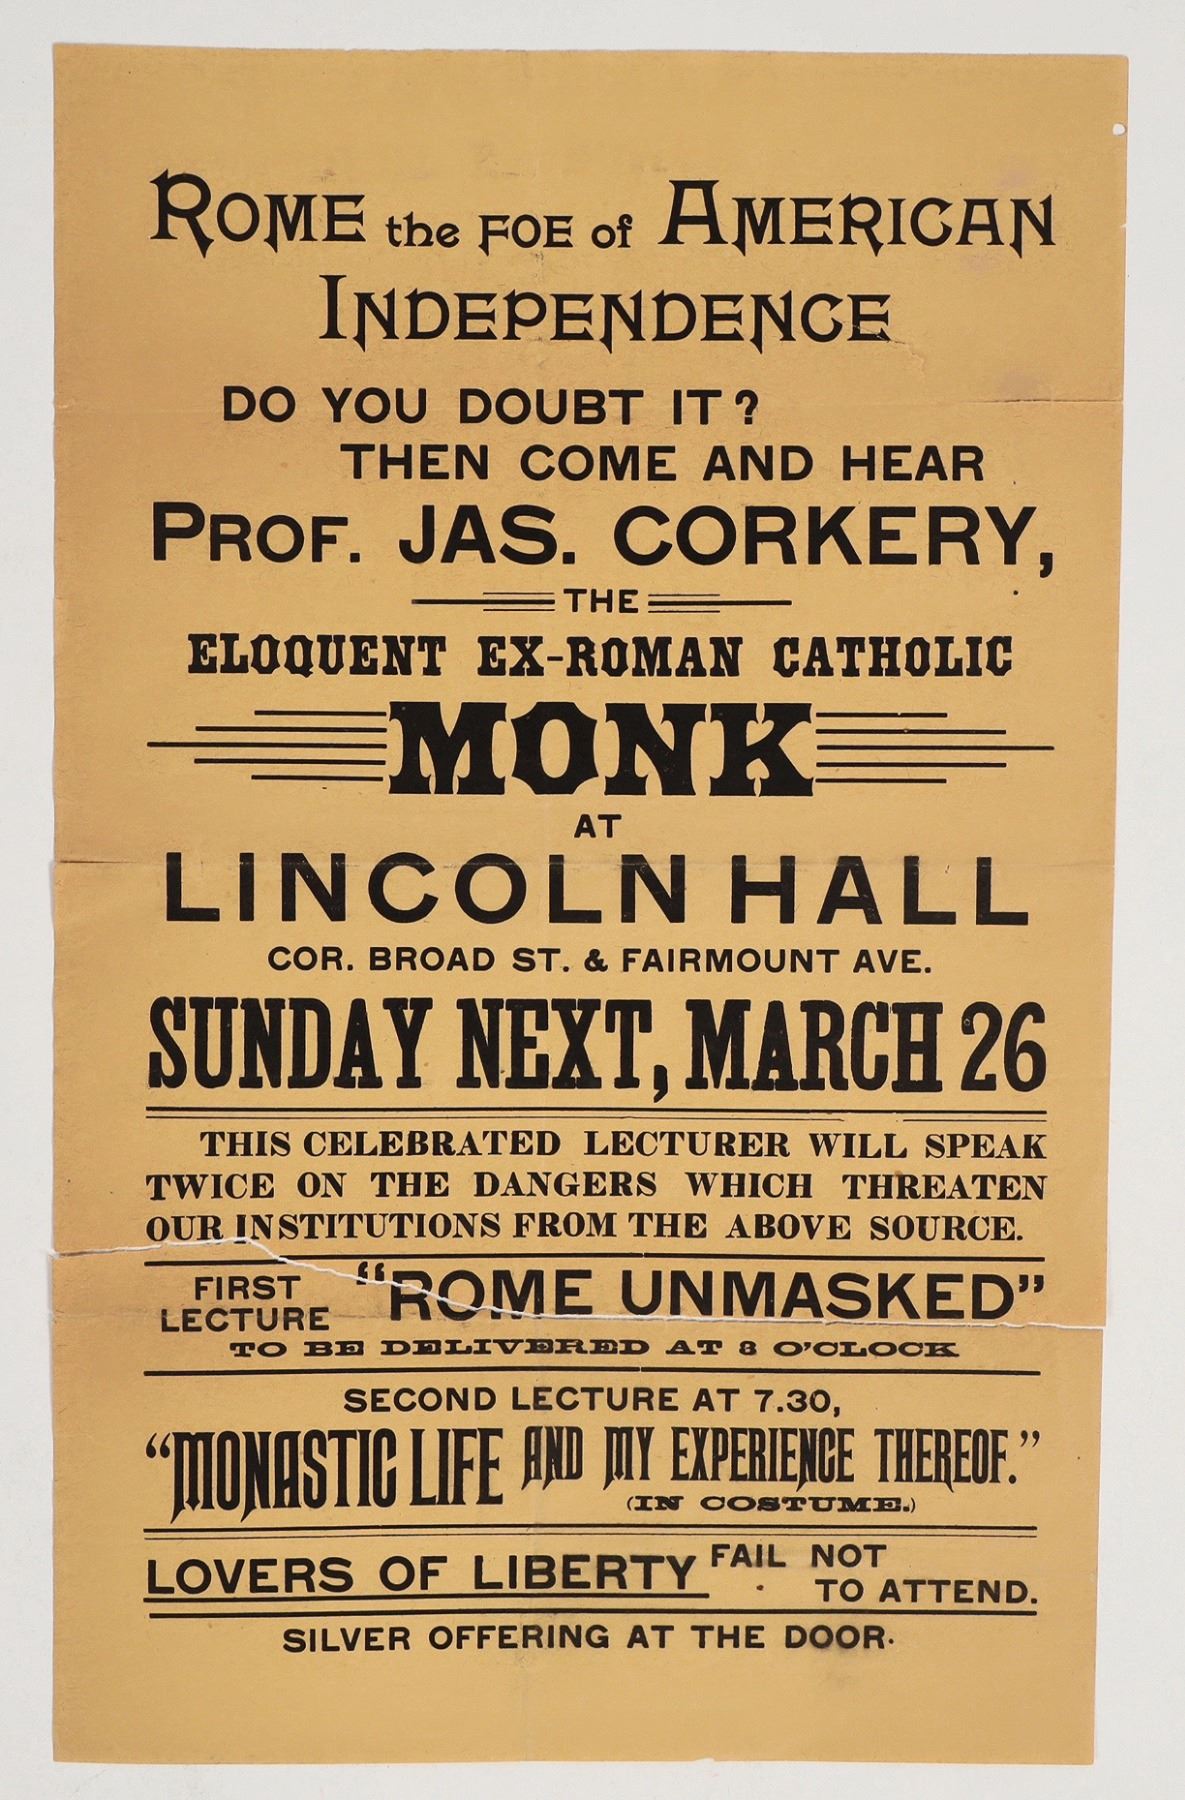 ROME the FOE of AMERICAN
INDEPENDENCE
DO YOU DOUBT IT?
THEN COME AND HEAR
PROF. JAS. CORKERY,
THE
ELOQUENT EX-ROMAN CATHOLIC
MONK
AT
LINCOLN HALL
COR. BROAD ST. & FAIRMOUNT AVE.
SUNDAY NEXT, MARCH 26
THIS CELEBRATED LECTURER WILL SPEAK
TWICE ON THE DANGERS WHICH THREATEN
OUR INSTITUTIONS FROM THE ABOVE SOURCE.
FIRST LECTURE "ROME UNMASKED"
TO BE DELIVERED AT 3 O'CLOCK
SECOND LECTURE AT 7.30,
"MONASTIC LIFE AND MY EXPERIENCE THEREOF."
(IN COSTUME.)
LOVERS OF LIBERTY FAIL NOT
TO ATTEND.
SILVER OFFERING AT THE DOOR.